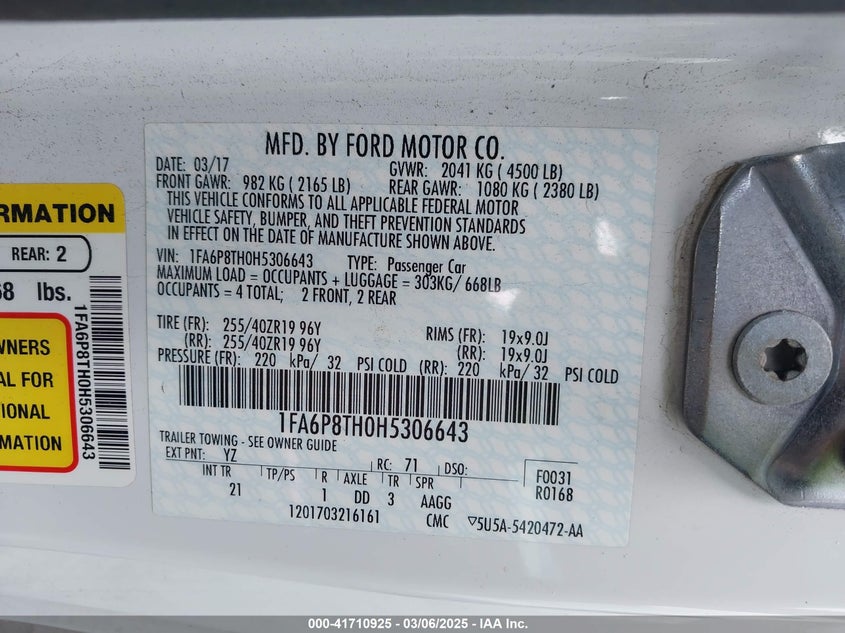 MFD. BY FORD MOTOR CO.
DATE: 03/17 GVWR: 2041 KG ( 4500 LB)
FRONT GAWR: 982 KG ( 2165 LB) REAR GAWR: 1080 KG ( 2380 LB)
THIS VEHICLE CONFORMS TO ALL APPLICABLE FEDERAL MOTOR
VEHICLE SAFETY, BUMPER, AND THEFT PREVENTION STANDARDS
IN EFFECT ON THE DATE OF MANUFACTURE SHOWN ABOVE.
VIN: 1FA6P8TH0H5306643 TYPE: Passenger Car
MAXIMUM LOAD = OCCUPANTS + LUGGAGE = 303KG/ 668LB
OCCUPANTS = 4 TOTAL; 2 FRONT, 2 REAR
TIRE (FR): 255/40ZR19 96Y RIMS (FR): 19x9.0J
(RR): 255/40ZR19 96Y (RR): 19x9.0J
PRESSURE (FR): 220 kPa/ 32 PSI COLD (RR): 220 kPa/ 32 PSI COLD
1FA6P8TH0H5306643
TRAILER TOWING - SEE OWNER GUIDE
EXT PNT: YZ RC: 71 DSO: F0031
INT TR TP/PS R AXLE TR SPR R0168
21 1 DD 3 AAGG
1201703216161 CMC ▽5U5A-5420472-AA
RMATION
REAR: 2
68 lbs.
WNERS
AL FOR
IONAL
MATION
1FA6P8TH0H5306643
000-41710925 - 03/06/2025 - IAA Inc.